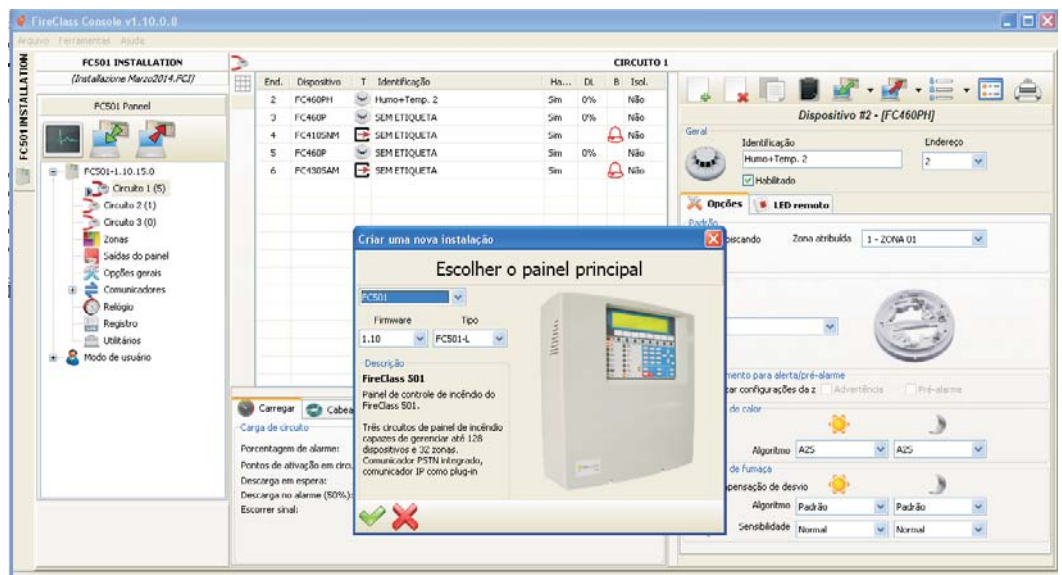 FireClass Console v1.10.0.8
Arquivo Ferramentas Ajuda
FC501 INSTALLATION
FC501 INSTALLATION
(Installazione Marzo2014.FCI)
FC501 Painel
FC501-1.10.15.0
Circuito 1 (5)
Circuito 2 (1)
Circuito 3 (0)
Zonas
Saídas do painel
Opções gerais
Comunicadores
Relógio
Registro
Utilitários
Modo de usuário
CIRCUITO 1
End. Dispositivo T Identificação Ha... DL B Isol.
2 FC460PH Humo+Temp. 2 Sim 0% Não
3 FC460P SEM ETIQUETA Sim 0% Não
4 FC410SNM SEM ETIQUETA Sim Não
5 FC460P SEM ETIQUETA Sim 0% Não
6 FC430SAM SEM ETIQUETA Sim Não
Carregar Cabea
Carga de circuito
Porcentagem de alarme:
Pontos de ativação em circu
Descarga em espera:
Descarga no alarme (50%):
Escorrer sinal:
Criar uma nova instalação
Escolher o painel principal
FC501
Firmware Tipo
1.10 FC501-L
Descrição
FireClass 501
Painel de controle de incêndio do
FireClass 501.
Três circuitos de painel de incêndio
capazes de gerenciar até 128
dispositivos e 32 zonas.
Comunicador PSTN integrado,
comunicador IP como plug-in
Dispositivo #2 - [FC460PH]
Geral
Identificação Endereço
Humo+Temp. 2 2
Habilitado
Opções LED remoto
Padrão
piscando Zona atribuída 1 - ZONA 01
mento para alerta/pré-alarme
zar configurações da z Advertência Pré-alarme
de calor
Algoritmo A2S A2S
de fumaça
pensação de desvio
Algoritmo Padrão Padrão
Sensibilidade Normal Normal